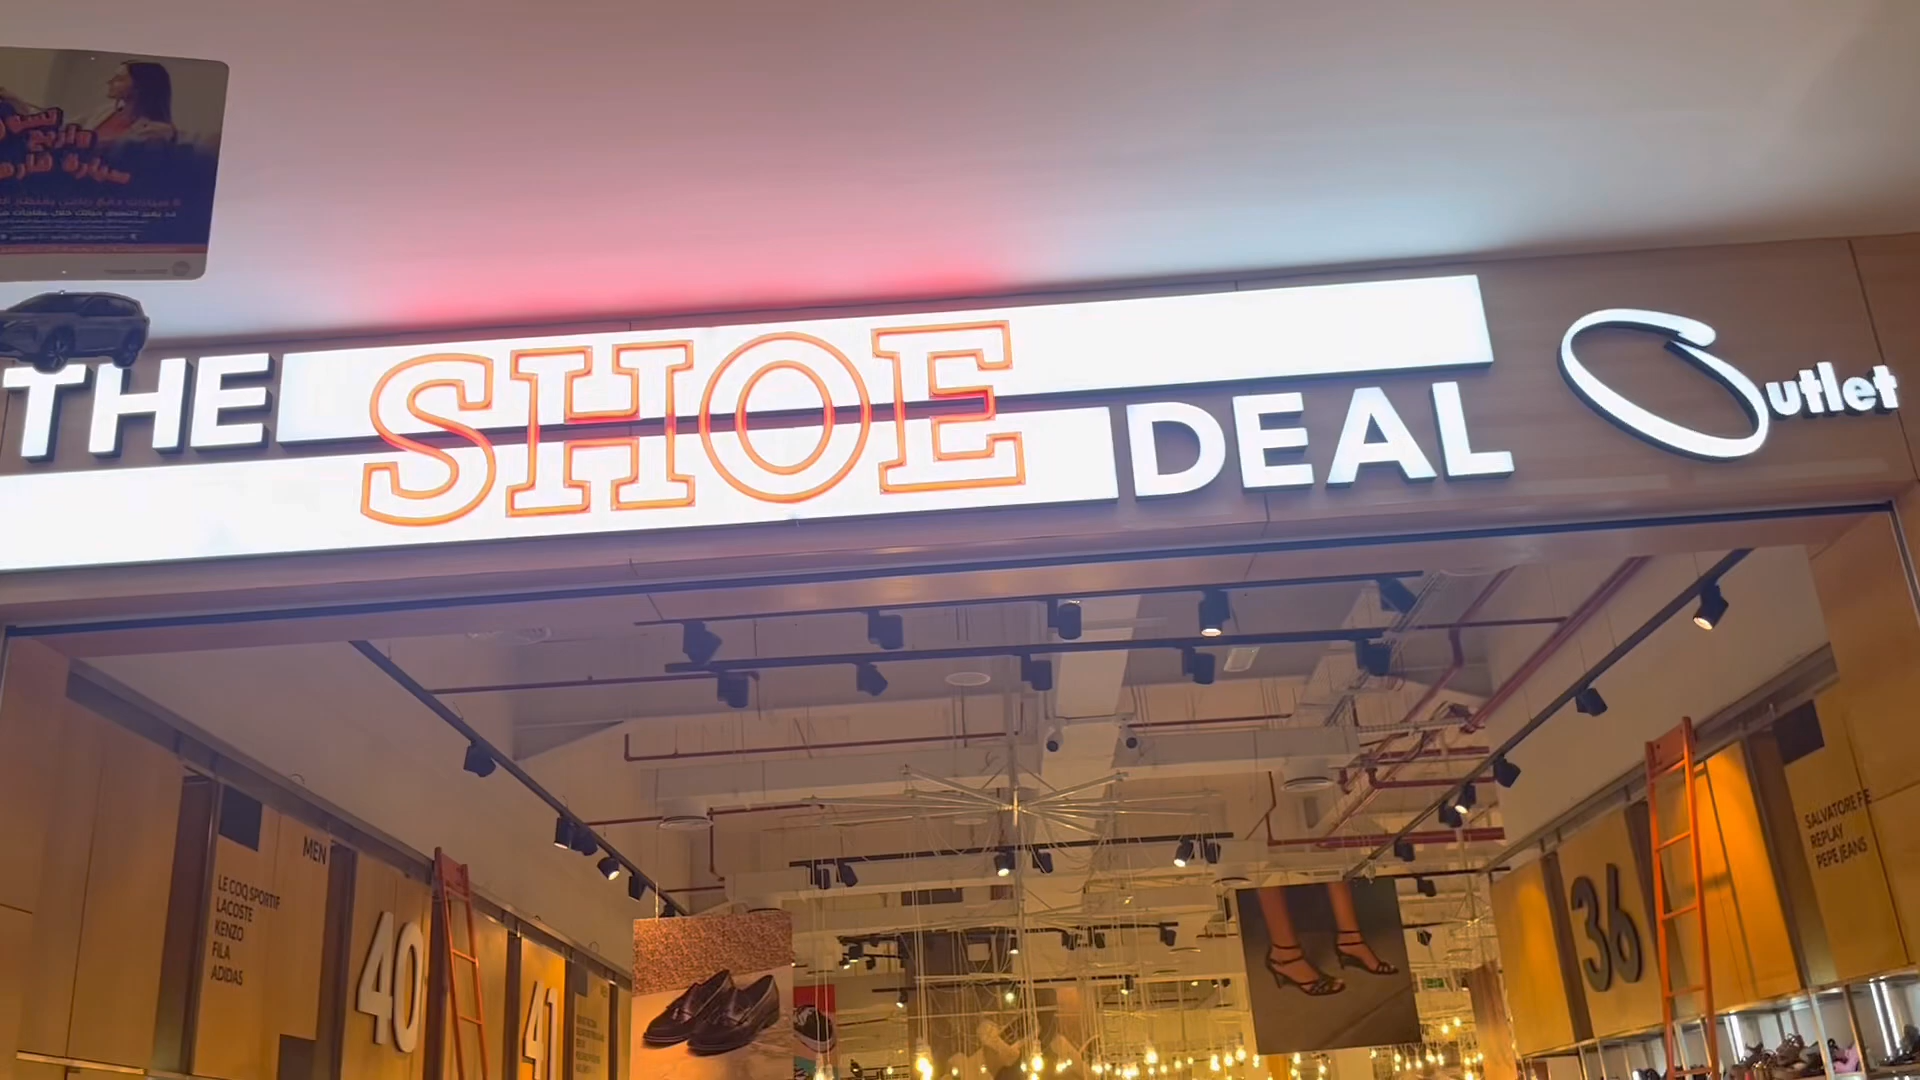 واربح
THE SHOE DEAL Outlet
MEN
LE COQ SPORTIF
LACOSTE
KENZO
FILA
ADIDAS
40
41
36
SALVATORE FE
REPLAY
PEPE JEANS